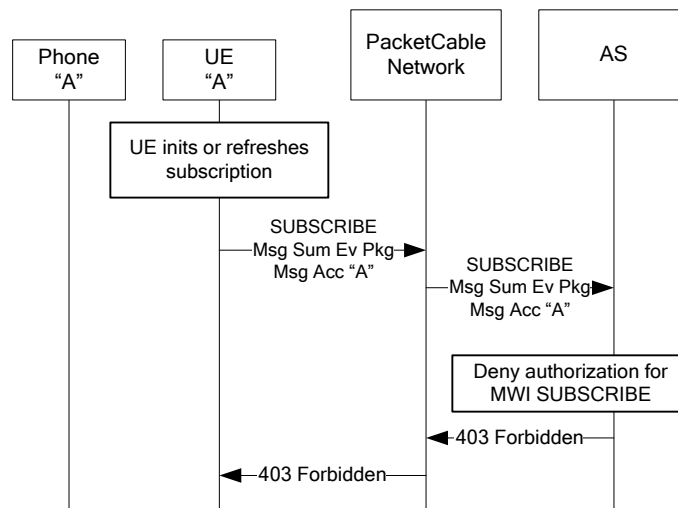 Phone
“A”
UE
“A”
PacketCable
Network
AS
UE inits or refreshes
subscription
SUBSCRIBE
Msg Sum Ev Pkg
Msg Acc “A”
SUBSCRIBE
Msg Sum Ev Pkg
Msg Acc “A”
Deny authorization for
MWI SUBSCRIBE
403 Forbidden
403 Forbidden